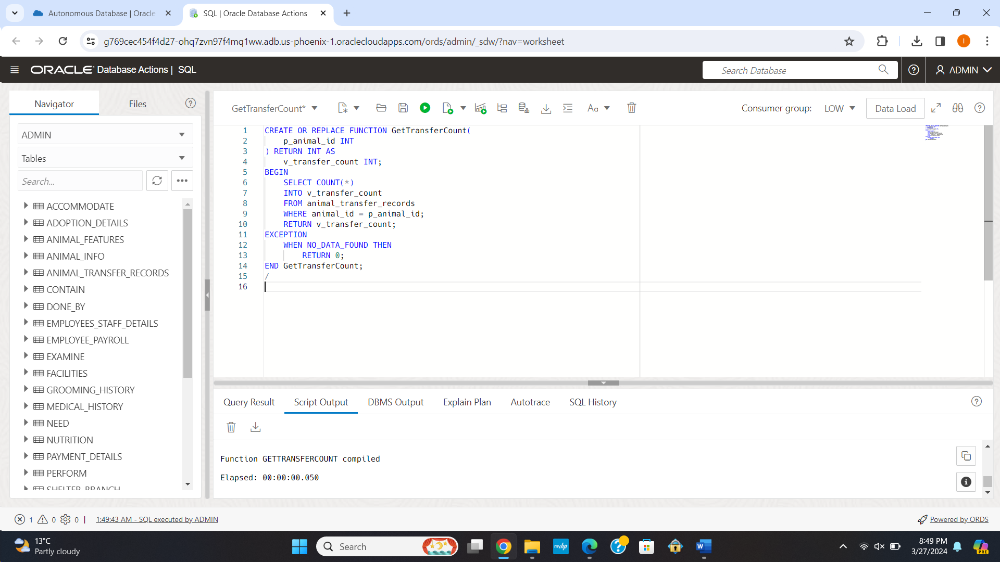 Autonomous Database | Oracle
SQL | Oracle Database Actions
g769cec454f4d27-ohq7zvn97f4mq1ww.adb.us-phoenix-1.oraclecloudapps.com/ords/admin/_sdw/?nav=worksheet
I
ORACLE Database Actions | SQL
Search Database
ADMIN
Navigator
Files
GetTransferCount*
Aa
Consumer group: LOW
Data Load
ADMIN
Tables
Search...
ACCOMMODATE
ADOPTION_DETAILS
ANIMAL_FEATURES
ANIMAL_INFO
ANIMAL_TRANSFER_RECORDS
CONTAIN
DONE_BY
EMPLOYEES_STAFF_DETAILS
EMPLOYEE_PAYROLL
EXAMINE
FACILITIES
GROOMING_HISTORY
MEDICAL_HISTORY
NEED
NUTRITION
PAYMENT_DETAILS
PERFORM
SHELTER_BRANCH
1 CREATE OR REPLACE FUNCTION GetTransferCount(
2 p_animal_id INT
3 ) RETURN INT AS
4 v_transfer_count INT;
5 BEGIN
6 SELECT COUNT(*)
7 INTO v_transfer_count
8 FROM animal_transfer_records
9 WHERE animal_id = p_animal_id;
10 RETURN v_transfer_count;
11 EXCEPTION
12 WHEN NO_DATA_FOUND THEN
13 RETURN 0;
14 END GetTransferCount;
15 /
16
Query Result
Script Output
DBMS Output
Explain Plan
Autotrace
SQL History
Function GETTRANSFERCOUNT compiled
Elapsed: 00:00:00.050
1 0 0 | 1:49:43 AM - SQL executed by ADMIN
Powered by ORDS
13°C
Partly cloudy
Search
myhp
W
8:49 PM
3/27/2024
PRE